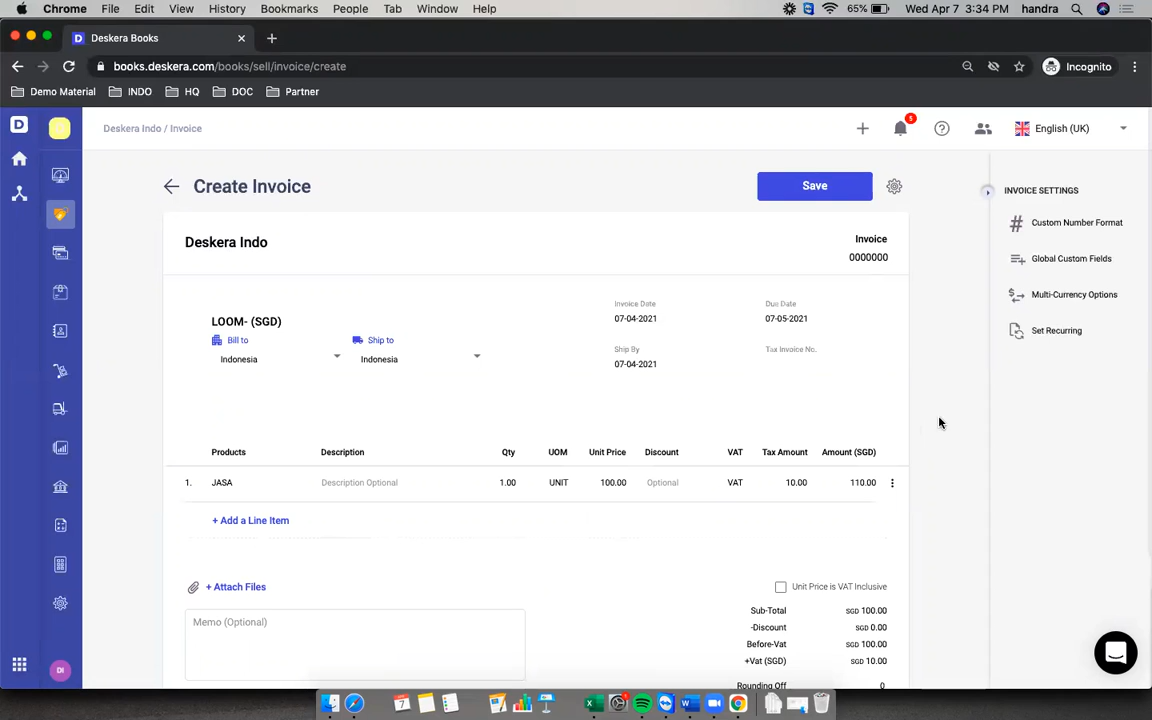 Chrome File Edit View History Bookmarks People Tab Window Help 65% Wed Apr 7 3:34 PM handra
D Deskera Books
books.deskera.com/books/sell/invoice/create Incognito
Demo Material INDO HQ DOC Partner
D Deskera Indo / Invoice 5 English (UK)
Create Invoice Save INVOICE SETTINGS
Custom Number Format
Deskera Indo Invoice
0000000 Global Custom Fields
Multi-Currency Options
Invoice Date Due Date
LOOM- (SGD) 07-04-2021 07-05-2021
Set Recurring
Bill to Ship to
Ship By Tax Invoice No.
Indonesia Indonesia 07-04-2021
Products Description Qty UOM Unit Price Discount VAT Tax Amount Amount (SGD)
1. JASA Description Optional 1.00 UNIT 100.00 Optional VAT 10.00 110.00
+ Add a Line Item
+ Attach Files Unit Price is VAT Inclusive
Memo (Optional) Sub-Total SGD 100.00
-Discount SGD 0.00
Before-Vat SGD 100.00
+Vat (SGD) SGD 10.00
DI Rounding Off 0